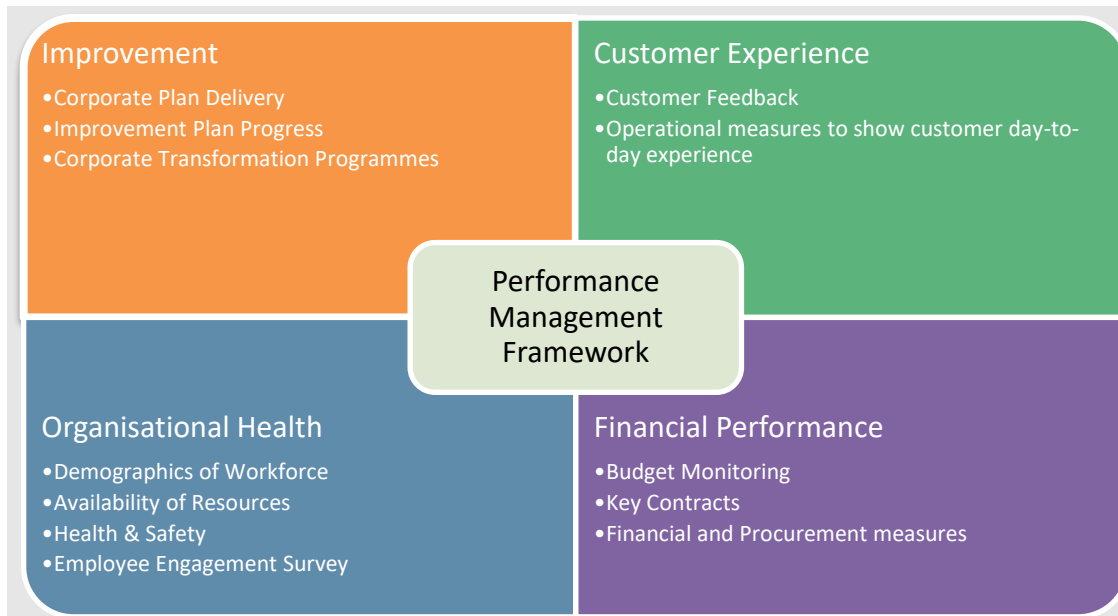 Improvement
•Corporate Plan Delivery
•Improvement Plan Progress
•Corporate Transformation Programmes
Customer Experience
•Customer Feedback
•Operational measures to show customer day-to-
day experience
Performance
Management
Framework
Organisational Health
•Demographics of Workforce
•Availability of Resources
•Health & Safety
•Employee Engagement Survey
Financial Performance
•Budget Monitoring
•Key Contracts
•Financial and Procurement measures